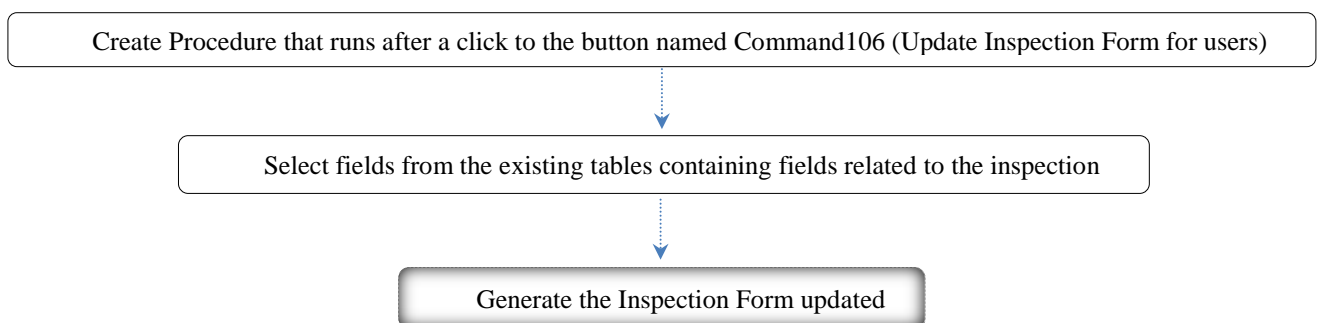 Create Procedure that runs after a click to the button named Command106 (Update Inspection Form for users)
Select fields from the existing tables containing fields related to the inspection
Generate the Inspection Form updated